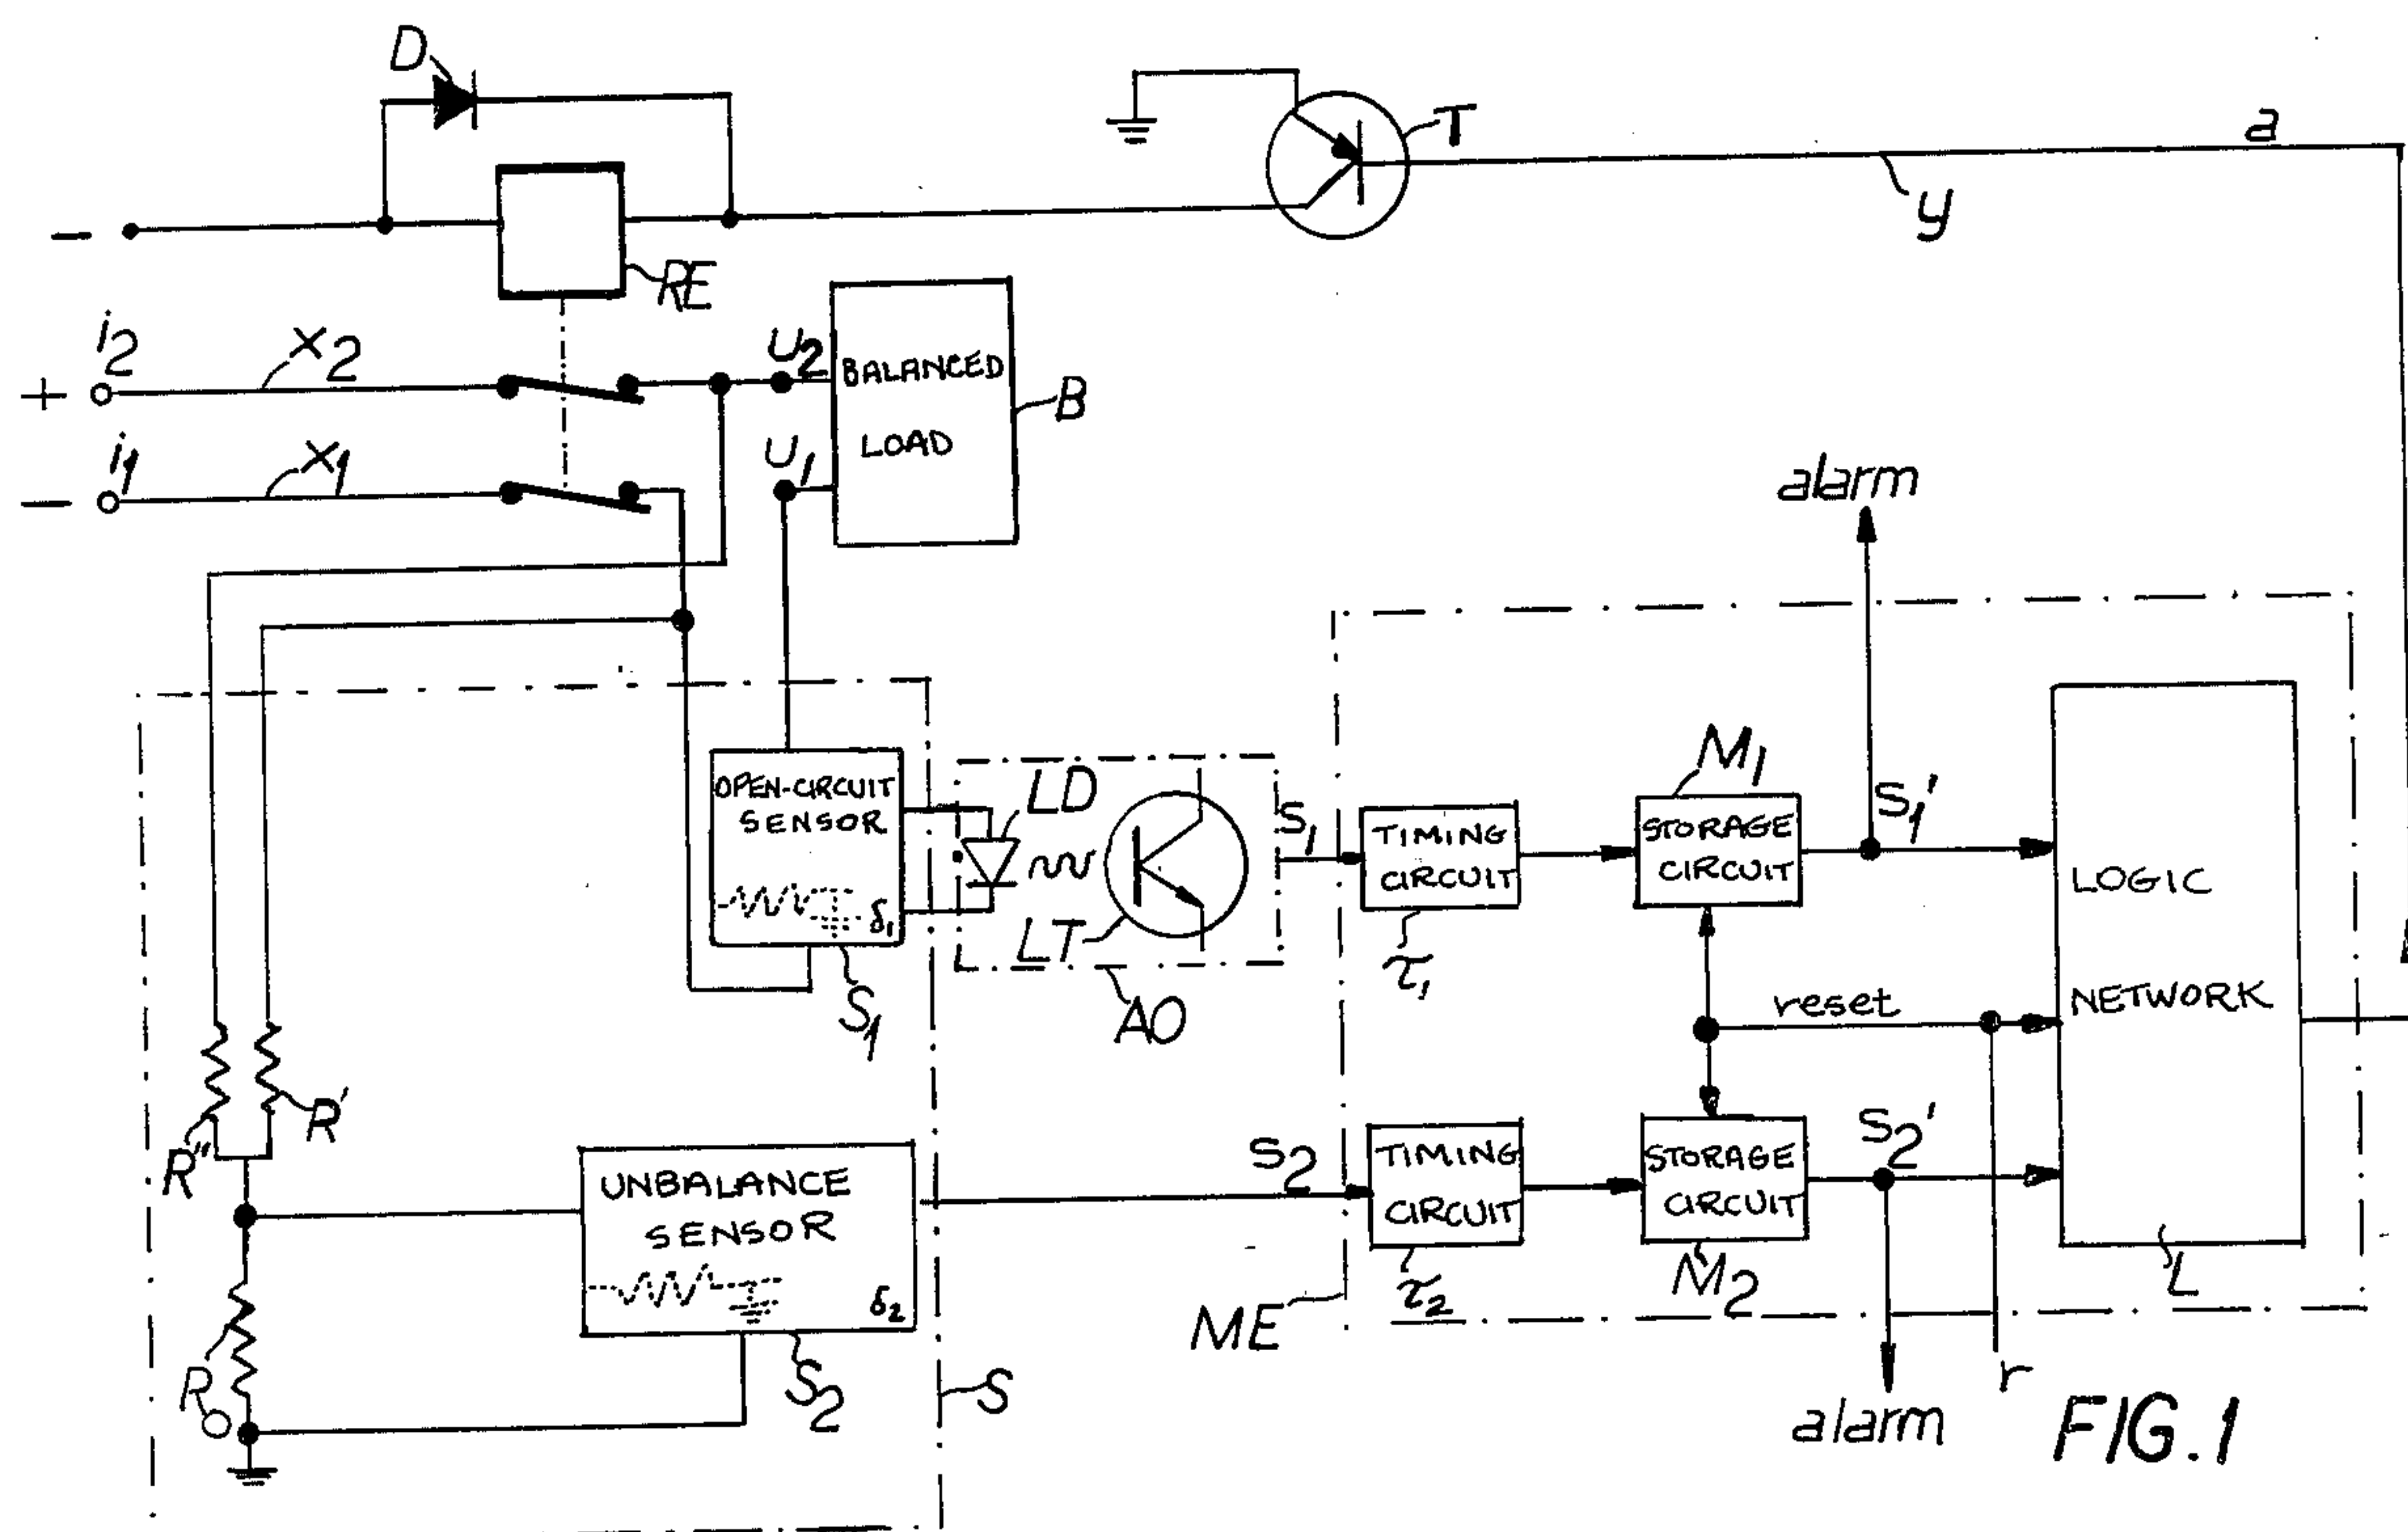 D
T
a
y
-
RE
i2
x2
U2
+
BALANCED
LOAD
B
i1
x1
U1
-
alarm
M1
S1'
OPEN-CIRCUIT
SENSOR
δ1
LD
LT
AO
S1
S1
TIMING
CIRCUIT
τ1
STORAGE
CIRCUIT
LOGIC
NETWORK
reset
R'
R"
UNBALANCE
SENSOR
δ2
S2
S2
TIMING
CIRCUIT
τ2
STORAGE
CIRCUIT
M2
S2'
L
ME
R
S
r
alarm
FIG. 1